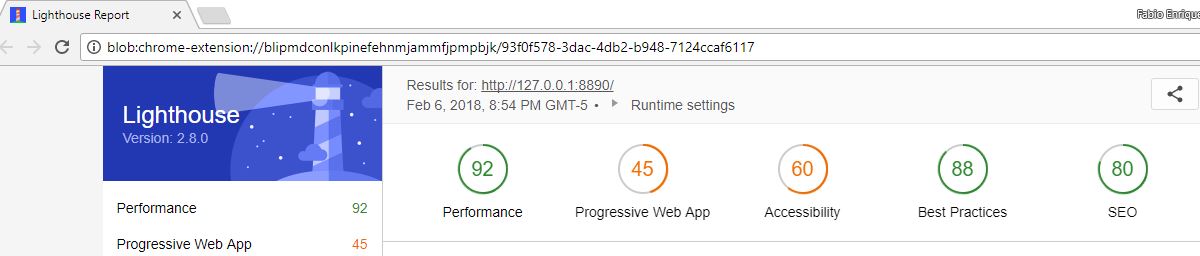 Lighthouse Report
Fabio Enrique
blob:chrome-extension://blipmdconlkpinefehnmjammfjpmpbjk/93f0f578-3dac-4db2-b948-7124ccaf6117
Lighthouse
Version: 2.8.0
Performance 92
Progressive Web App 45
Results for: http://127.0.0.1:8890/
Feb 6, 2018, 8:54 PM GMT-5 • Runtime settings
92 45 60 88 80
Performance Progressive Web App Accessibility Best Practices SEO